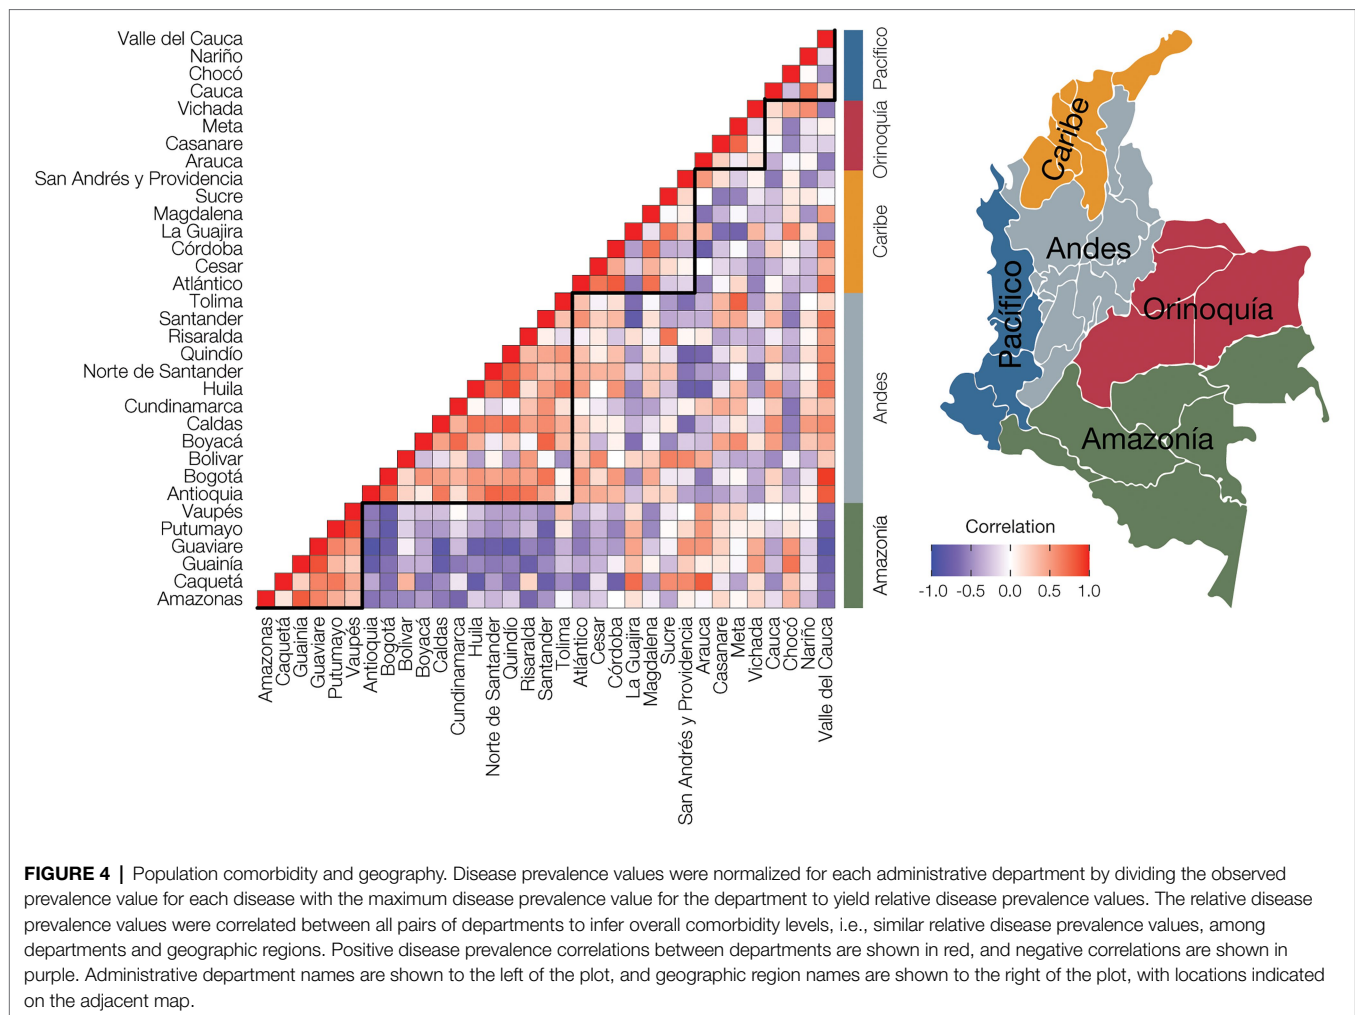 Valle del Cauca
Nariño
Chocó
Cauca
Vichada
Meta
Casanare
Arauca
San Andrés y Providencia
Sucre
Magdalena
La Guajira
Córdoba
Cesar
Atlántico
Tolima
Santander
Risaralda
Quindío
Norte de Santander
Huila
Cundinamarca
Caldas
Boyacá
Bolivar
Bogotá
Antioquia
Vaupés
Putumayo
Guaviare
Guainía
Caquetá
Amazonas
Amazonas
Caquetá
Guainía
Guaviare
Putumayo
Vaupés
Antioquia
Bogotá
Bolivar
Boyacá
Caldas
Cundinamarca
Huila
Norte de Santander
Quindío
Risaralda
Santander
Tolima
Atlántico
Cesar
Córdoba
La Guajira
Magdalena
Sucre
San Andrés y Providencia
Arauca
Casanare
Meta
Vichada
Cauca
Chocó
Nariño
Valle del Cauca
Pacífico
Orinoquía
Caribe
Andes
Amazonía
Caribe
Andes
Pacífico
Orinoquía
Amazonía
Correlation
-1.0 -0.5 0.0 0.5 1.0
FIGURE 4 | Population comorbidity and geography. Disease prevalence values were normalized for each administrative department by dividing the observed
prevalence value for each disease with the maximum disease prevalence value for the department to yield relative disease prevalence values. The relative disease
prevalence values were correlated between all pairs of departments to infer overall comorbidity levels, i.e., similar relative disease prevalence values, among
departments and geographic regions. Positive disease prevalence correlations between departments are shown in red, and negative correlations are shown in
purple. Administrative department names are shown to the left of the plot, and geographic region names are shown to the right of the plot, with locations indicated
on the adjacent map.